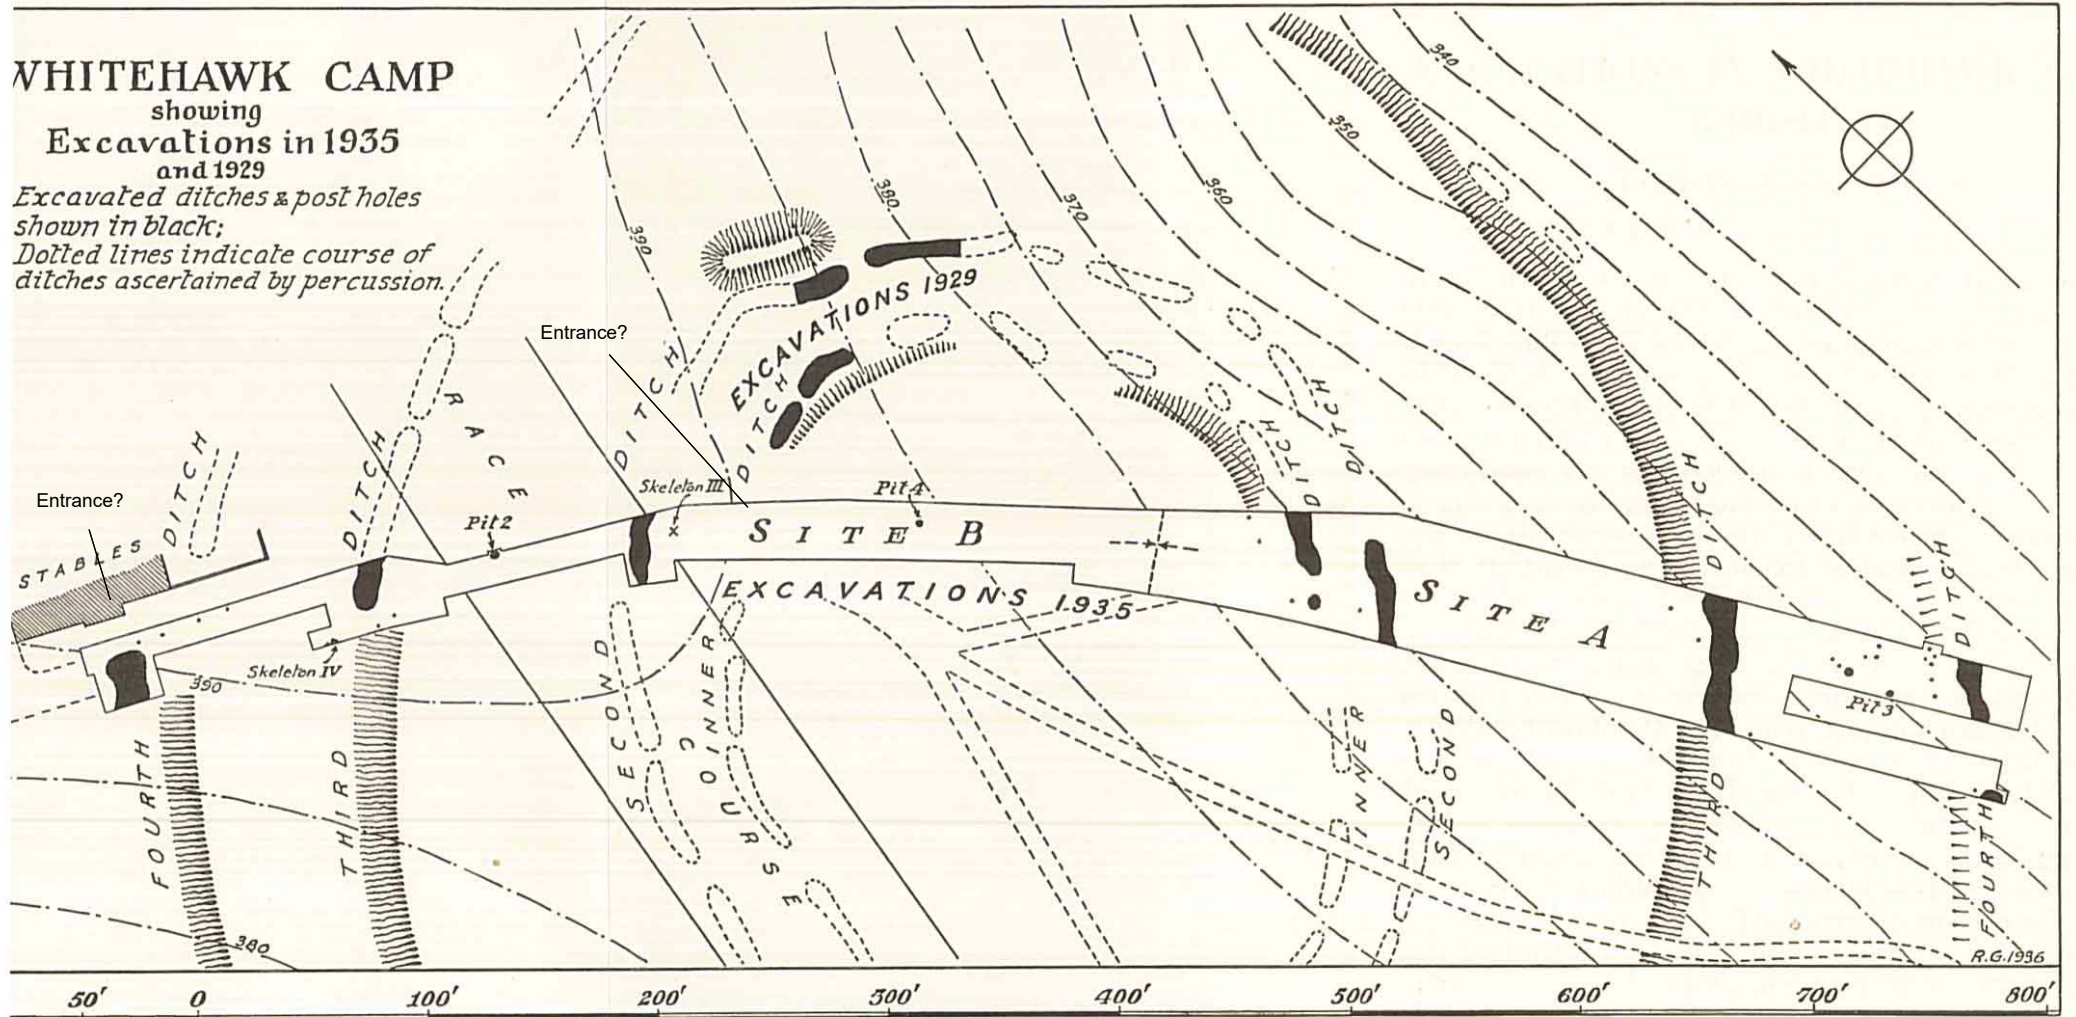 WHITEHAWK CAMP
showing
Excavations in 1935
and 1929
Excavated ditches & post holes
shown in black;
Dotted lines indicate course of
ditches ascertained by percussion.
340
350
360
370
380
390
EXCAVATIONS 1929
DITCH
DITCH
Entrance?
RACE
DITCH
DITCH
Entrance?
STABLES
Skeleton III
Pit 4
Pit 2
SITE B
DITCH
DITCH
DITCH
DITCH
EXCAVATIONS 1935
SITE A
Skeleton IV
390
Pit 3
FOURTH
THIRD
SECOND
INNER
COURSE
INNER
SECOND
THIRD
FOURTH
380
R.G. 1936
50' 0 100' 200' 300' 400' 500' 600' 700' 800'